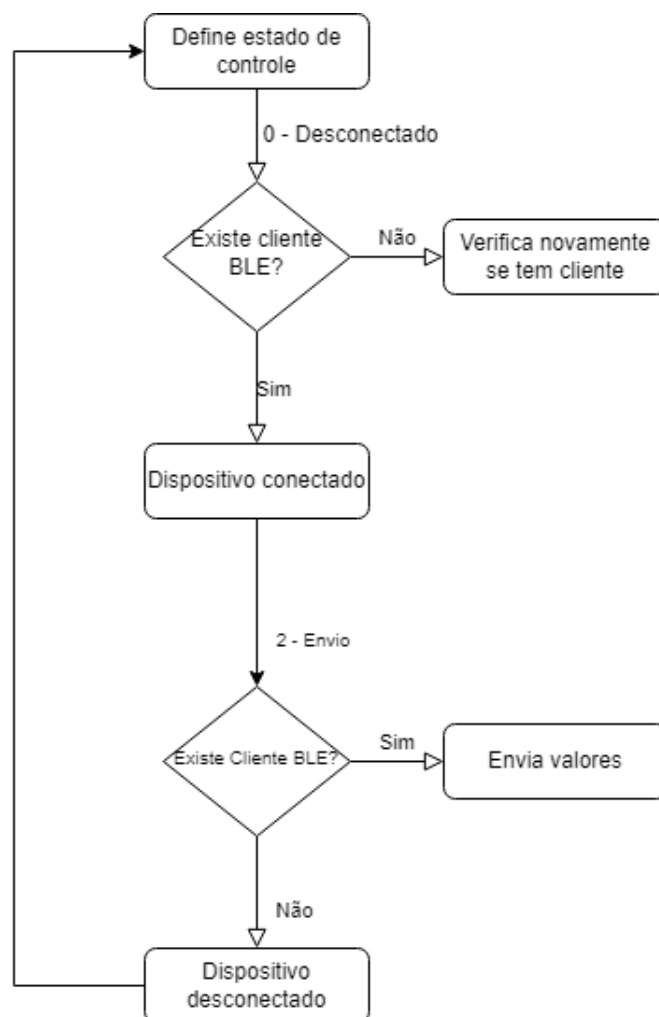 Define estado de
controle
0 - Desconectado
Existe cliente
BLE?
Não
Verifica novamente
se tem cliente
Sim
Dispositivo conectado
2 - Envio
Existe Cliente BLE?
Sim
Envia valores
Não
Dispositivo
desconectado